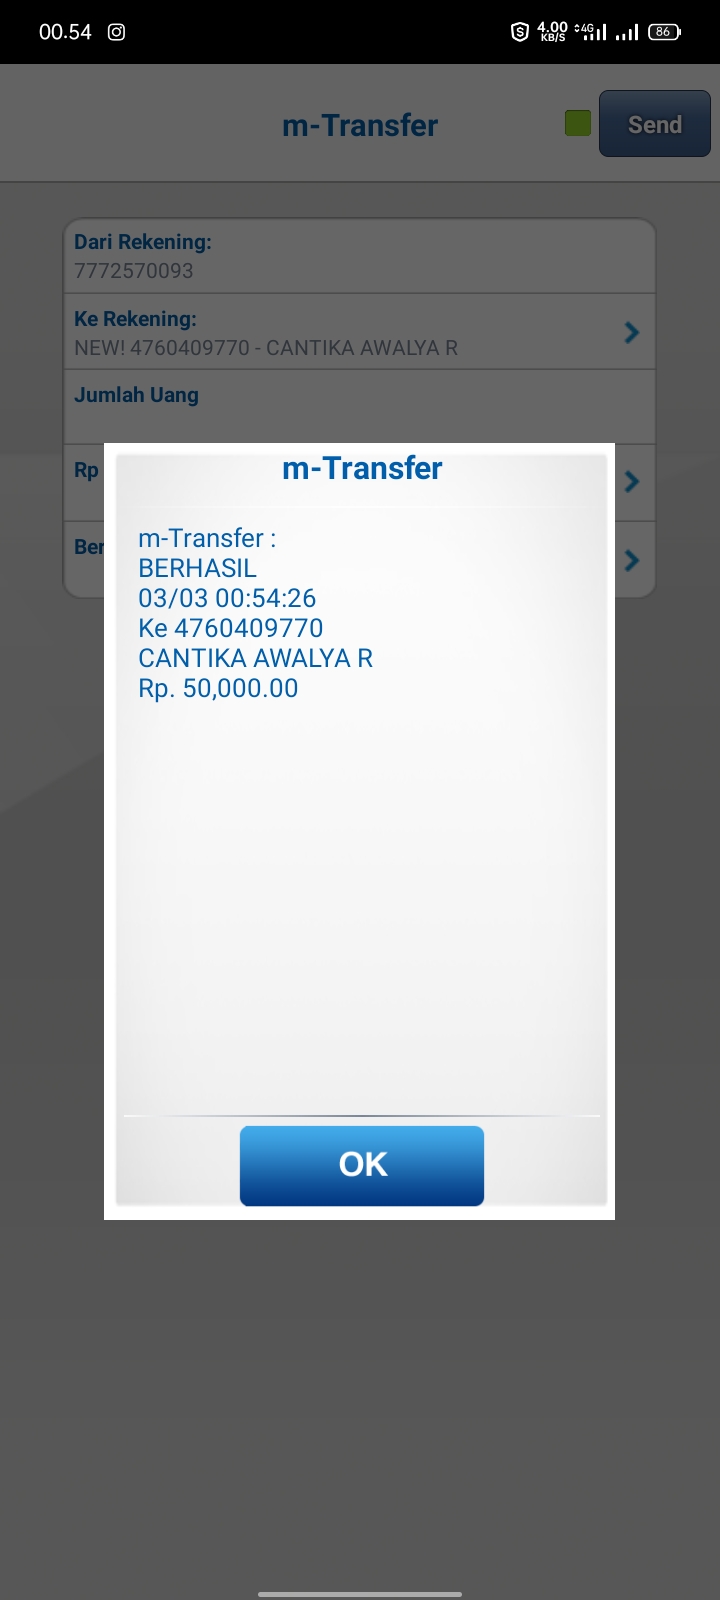 00.54
4.00
KB/S
4G
86
m-Transfer
Send
Dari Rekening:
7772570093
Ke Rekening:
NEW! 4760409770 - CANTIKA AWALYA R
Jumlah Uang
Rp
Ber
m-Transfer
m-Transfer :
BERHASIL
03/03 00:54:26
Ke 4760409770
CANTIKA AWALYA R
Rp. 50,000.00
OK